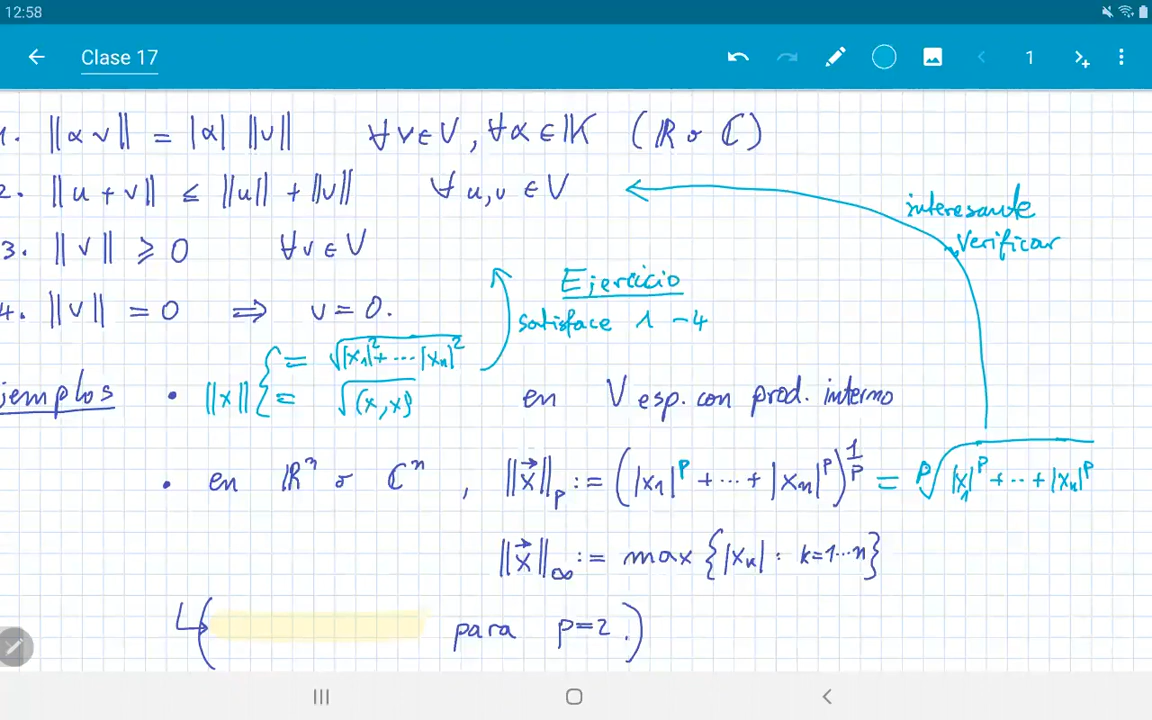 12:58
Clase 17
1
1. ||α v|| = |α| ||v|| ∀v∈V, ∀α∈𝕂 (ℝ o ℂ)
2. ||u + v|| ≤ ||u|| + ||v|| ∀u,v ∈ V
interesante
verificar
3. ||v|| ⩾ 0 ∀v∈V
Ejercicio
satisface 1 - 4
4. ||v|| = 0 ⟹ v = 0.
jemplos • ||x|| { = √|x₁|² + ... |xₙ|²
= √(x,x) en V esp. con prod. interno
• en ℝⁿ o ℂⁿ , ||x⃗||ₚ := (|x₁|ᵖ + ... + |xₙ|ᵖ)^{1/p} = ᵖ√|x₁|ᵖ + ... + |xₙ|ᵖ
||x⃗||_∞ := max {|xₖ| : k=1...n}
↳ ( para p=2 .)